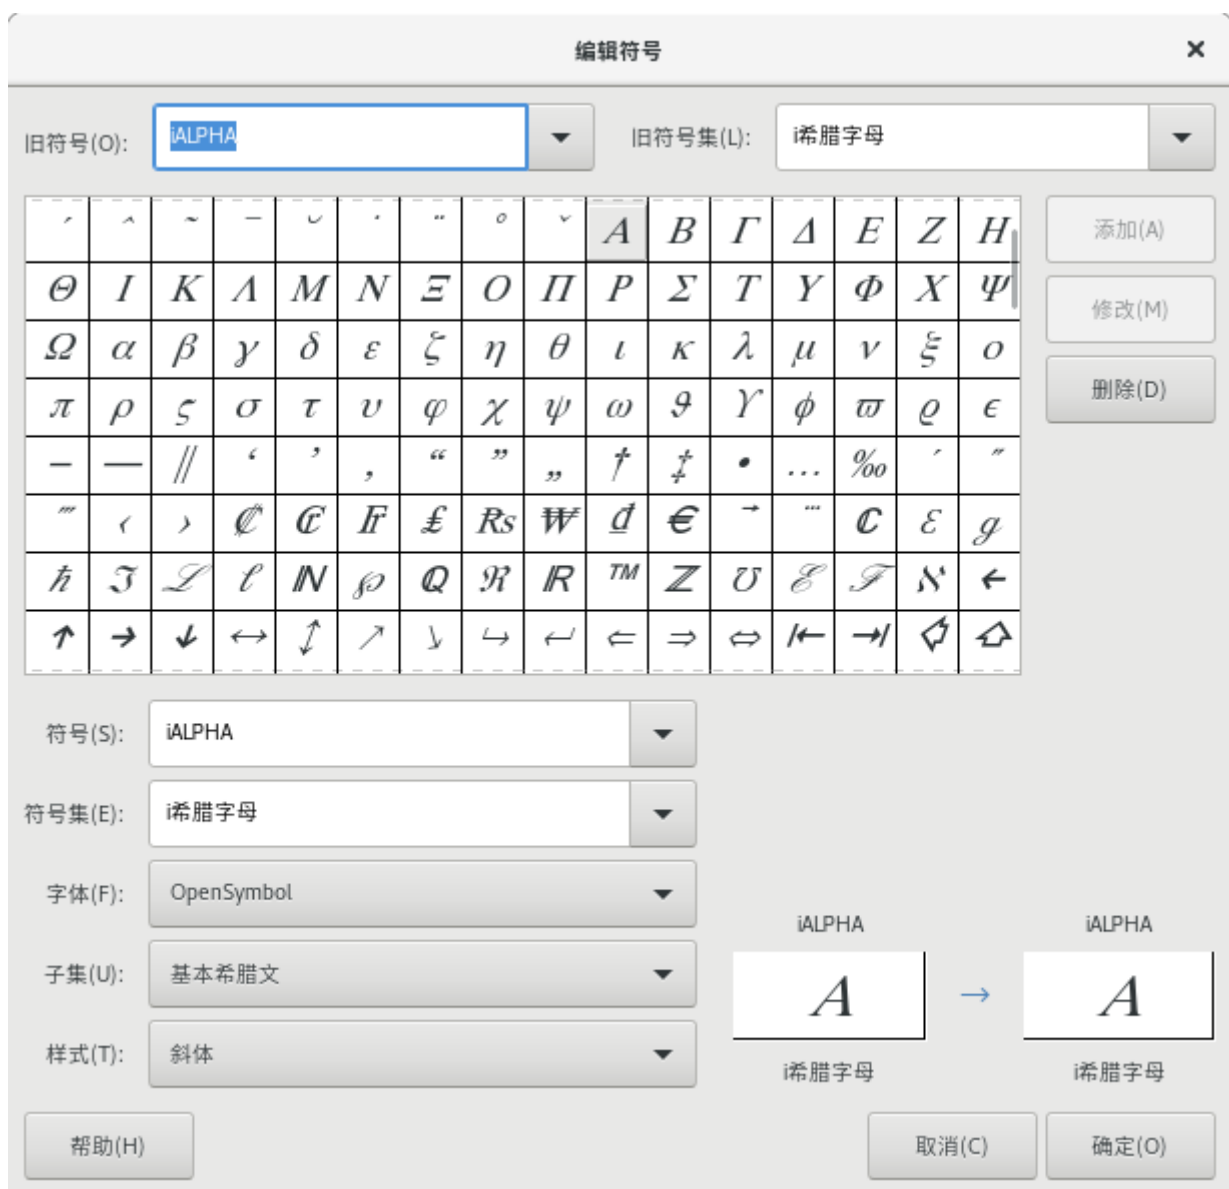 编辑符号
旧符号(O): iALPHA 旧符号集(L): i希腊字母
´ ˆ ˜ ¯ ˘ ˙ ¨ ˚ ˇ Α Β Γ Δ Ε Ζ Η
Θ Ι Κ Λ Μ Ν Ξ Ο Π Ρ Σ Τ Υ Φ Χ Ψ
Ω α β γ δ ε ζ η θ ι κ λ μ ν ξ ο
π ρ ς σ τ υ φ χ ψ ω ϑ ϒ ϕ ϖ ϱ ϵ
– — ‖ ‘ ’ ‚ “ ” „ † ‡ • … ‰ ′ ″
‴ ‹ › ₡ ₢ ₣ ₤ ₨ ₩ ₫ € ⃗ ⃛ ℂ ℰ ℊ
ℏ ℑ ℒ ℓ ℕ ℘ ℚ ℜ ℝ ™ ℤ ℧ ℰ ℱ ℵ ←
↑ → ↓ ↔ ↕ ↗ ↘ ↪ ↵ ⇐ ⇒ ⇔ ⇤ ⇥ ⇦ ⇧
添加(A)
修改(M)
删除(D)
符号(S): iALPHA
符号集(E): i希腊字母
字体(F): OpenSymbol
子集(U): 基本希腊文
样式(T): 斜体
iALPHA iALPHA
Α → Α
i希腊字母 i希腊字母
帮助(H) 取消(C) 确定(O)